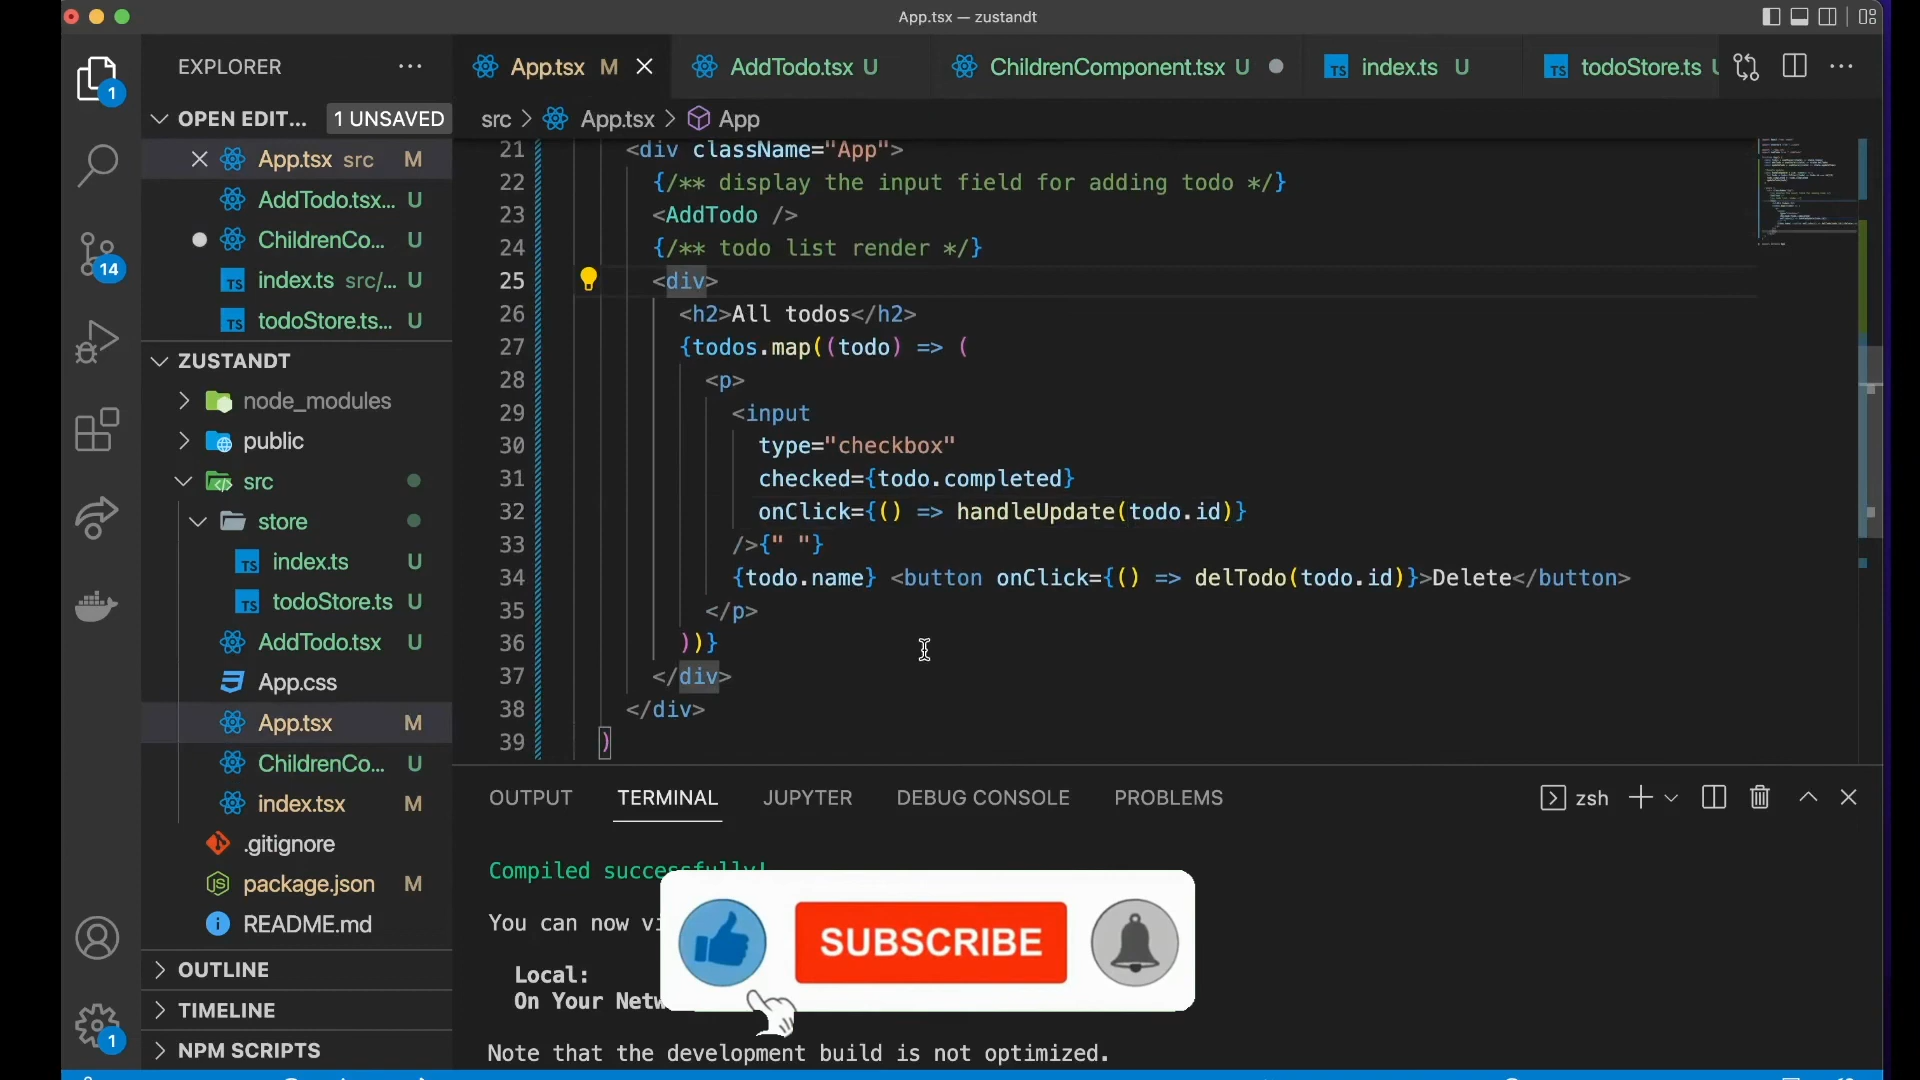 App.tsx — zustandt
EXPLORER
App.tsx M
AddTodo.tsx U
ChildrenComponent.tsx U
index.ts U
todoStore.ts
OPEN EDIT... 1 UNSAVED
src > App.tsx > App
App.tsx src M
AddTodo.tsx... U
ChildrenCo... U
index.ts src/... U
todoStore.ts... U
ZUSTANDT
node_modules
public
src
store
index.ts U
todoStore.ts U
AddTodo.tsx U
App.css
App.tsx M
ChildrenCo... U
index.tsx M
.gitignore
package.json M
README.md
OUTLINE
TIMELINE
NPM SCRIPTS
1
14
1
21 <div className="App">
22 {/** display the input field for adding todo */}
23 <AddTodo />
24 {/** todo list render */}
25 <div>
26 <h2>All todos</h2>
27 {todos.map((todo) => (
28 <p>
29 <input
30 type="checkbox"
31 checked={todo.completed}
32 onClick={() => handleUpdate(todo.id)}
33 />{" "}
34 {todo.name} <button onClick={() => delTodo(todo.id)}>Delete</button>
35 </p>
36 ))}
37 </div>
38 </div>
39 )
OUTPUT TERMINAL JUPYTER DEBUG CONSOLE PROBLEMS
zsh
Compiled successfully!
You can now
Local:
On Your
SUBSCRIBE
Note that the development build is not optimized.